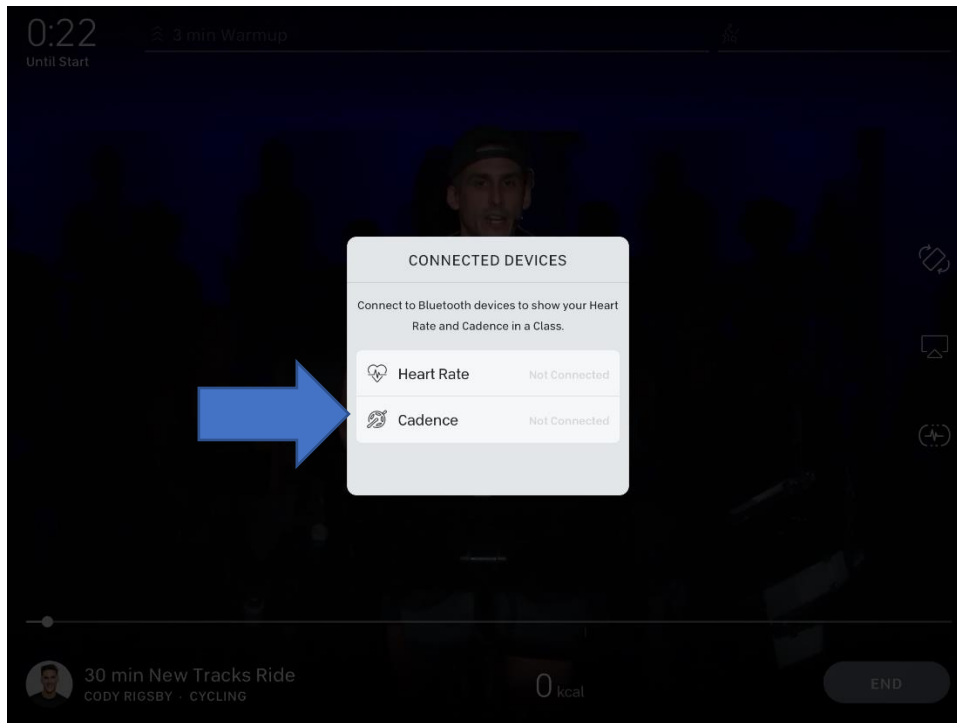 0:22
3 min Warmup
Until Start
CONNECTED DEVICES
Connect to Bluetooth devices to show your Heart
Rate and Cadence in a Class.
Heart Rate Not Connected
Cadence Not Connected
30 min New Tracks Ride
CODY RIGSBY · CYCLING
0 kcal
END